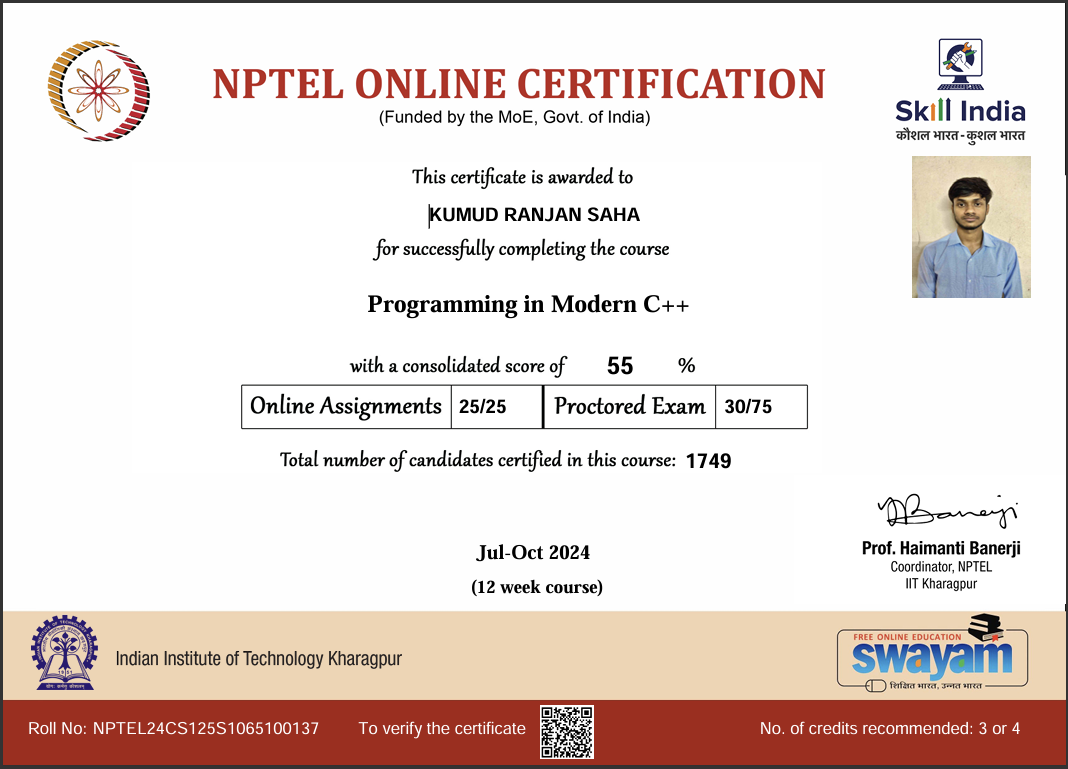 NPTEL ONLINE CERTIFICATION
(Funded by the MoE, Govt. of India)
Skill India
कौशल भारत - कुशल भारत
This certificate is awarded to
KUMUD RANJAN SAHA
for successfully completing the course
Programming in Modern C++
with a consolidated score of 55 %
Online Assignments 25/25 Proctored Exam 30/75
Total number of candidates certified in this course: 1749
Banerji
Prof. Haimanti Banerji
Coordinator, NPTEL
IIT Kharagpur
Jul-Oct 2024
(12 week course)
Indian Institute of Technology Kharagpur
FREE ONLINE EDUCATION
swayam
शिक्षित भारत, उन्नत भारत
Roll No: NPTEL24CS125S1065100137 To verify the certificate No. of credits recommended: 3 or 4